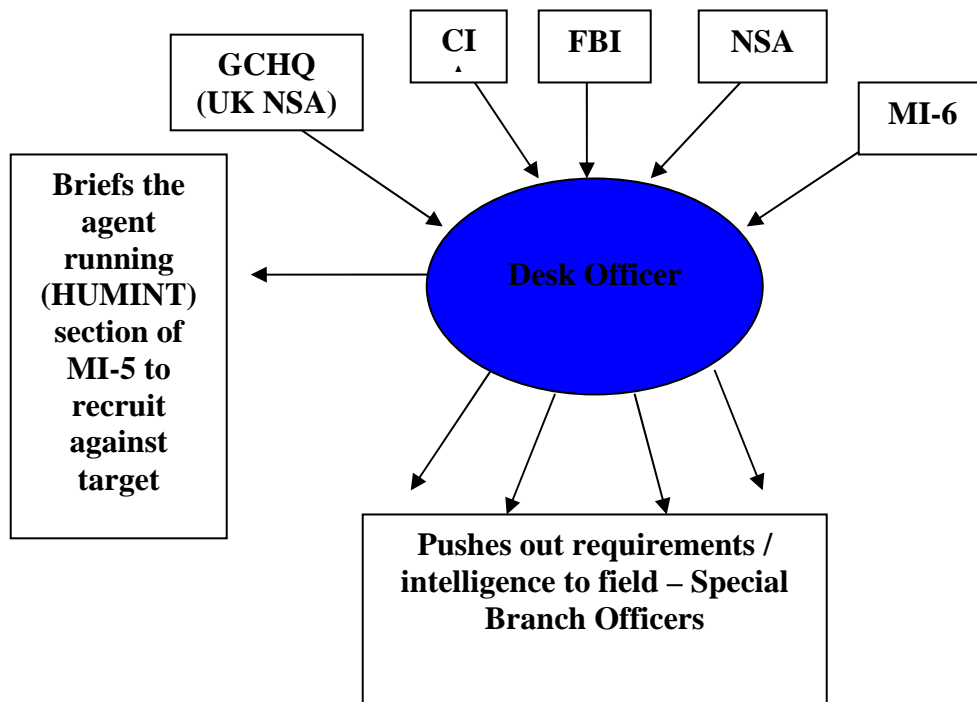 GCHQ
(UK NSA)
CI
A
FBI
NSA
MI-6
Briefs the
agent
running
(HUMINT)
section of
MI-5 to
recruit
against
target
Desk Officer
Pushes out requirements /
intelligence to field – Special
Branch Officers